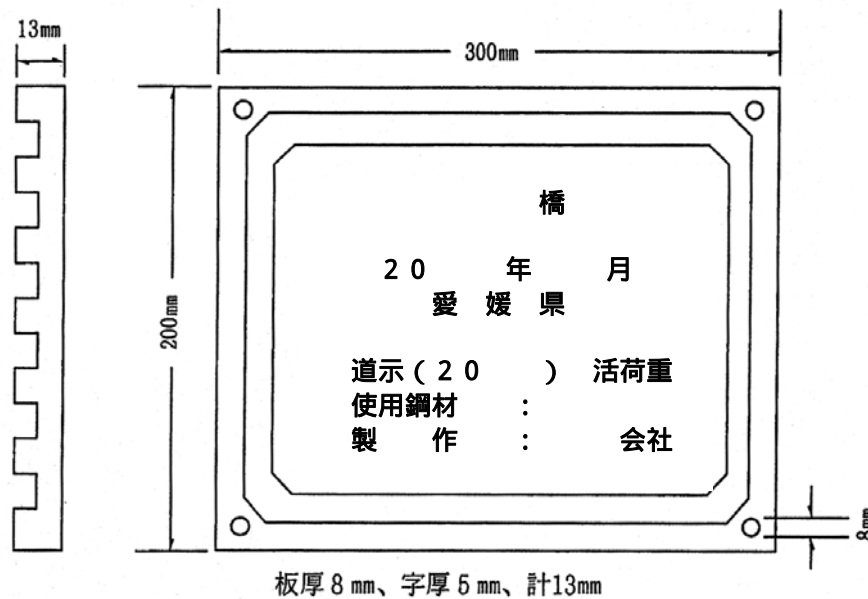 13mm
300mm
200mm
橋
２０　年　月
愛 媛 県
道示（２０　）　活荷重
使用鋼材　：
製　作　：　会社
8mm
板厚８mm、字厚５mm、計13mm